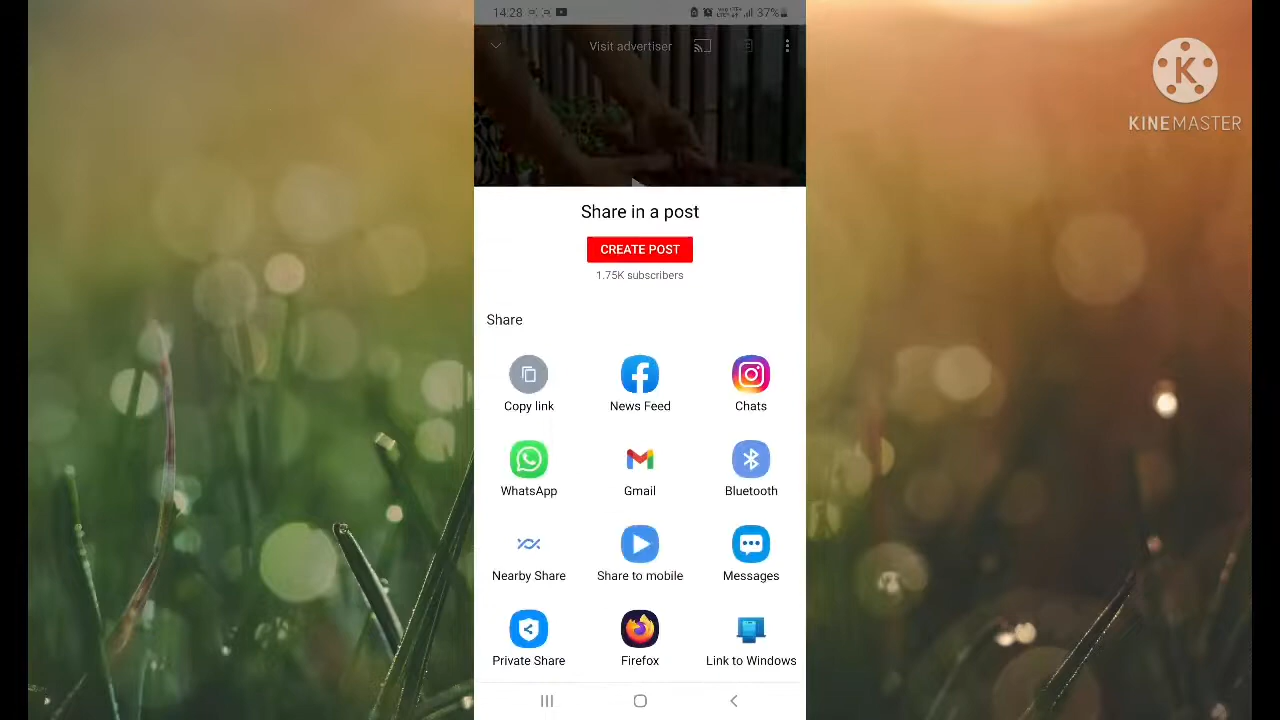 14:28 37%
Visit advertiser
KINEMASTER
Share in a post
CREATE POST
1.75K subscribers
Share
Copy link News Feed Chats
WhatsApp Gmail Bluetooth
Nearby Share Share to mobile Messages
Private Share Firefox Link to Windows